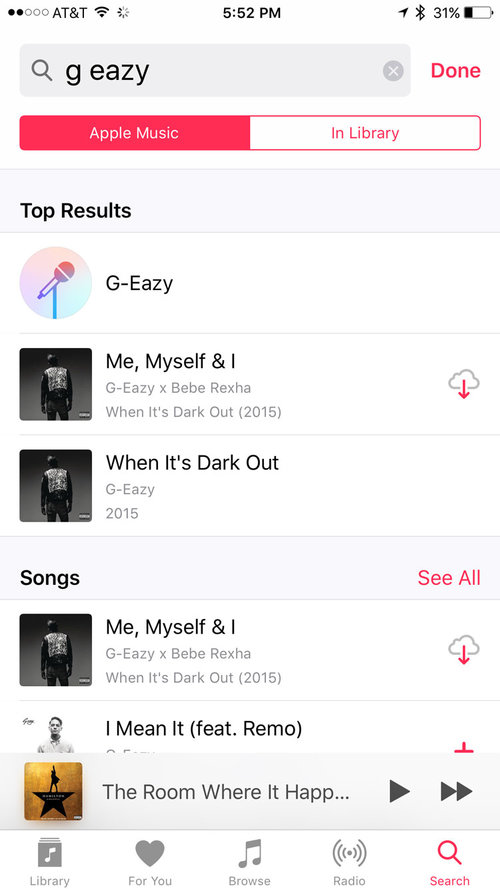 AT&T 5:52 PM 31%
g eazy Done
Apple Music In Library
Top Results
G-Eazy
Me, Myself & I
G-Eazy x Bebe Rexha
When It's Dark Out (2015)
When It's Dark Out
G-Eazy
2015
Songs See All
Me, Myself & I
G-Eazy x Bebe Rexha
When It's Dark Out (2015)
I Mean It (feat. Remo)
G-Eazy
HAMILTON
The Room Where It Happ...
Library For You Browse Radio Search